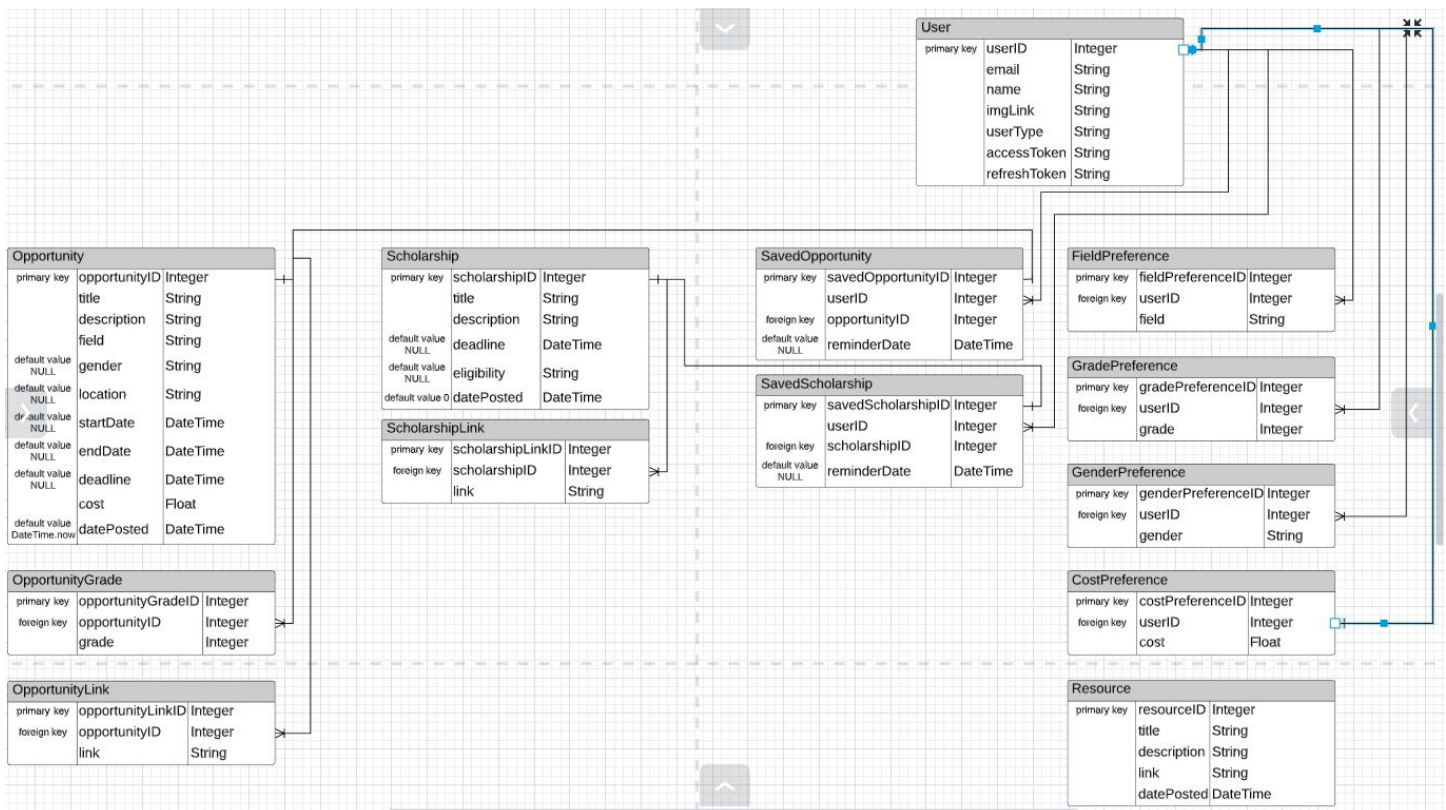 User
primary key userID Integer
email String
name String
imgLink String
userType String
accessToken String
refreshToken String
Opportunity
primary key opportunityID Integer
title String
description String
field String
default value NULL gender String
default value NULL location String
default value NULL startDate DateTime
default value NULL endDate DateTime
default value NULL deadline DateTime
cost Float
default value DateTime.now datePosted DateTime
OpportunityGrade
primary key opportunityGradeID Integer
foreign key opportunityID Integer
grade Integer
OpportunityLink
primary key opportunityLinkID Integer
foreign key opportunityID Integer
link String
Scholarship
primary key scholarshipID Integer
title String
description String
default value NULL deadline DateTime
default value NULL eligibility String
default value 0 datePosted DateTime
ScholarshipLink
primary key scholarshipLinkID Integer
foreign key scholarshipID Integer
link String
SavedOpportunity
primary key savedOpportunityID Integer
userID Integer
foreign key opportunityID Integer
default value NULL reminderDate DateTime
SavedScholarship
primary key savedScholarshipID Integer
userID Integer
foreign key scholarshipID Integer
default value NULL reminderDate DateTime
FieldPreference
primary key fieldPreferenceID Integer
foreign key userID Integer
field String
GradePreference
primary key gradePreferenceID Integer
foreign key userID Integer
grade Integer
GenderPreference
primary key genderPreferenceID Integer
foreign key userID Integer
gender String
CostPreference
primary key costPreferenceID Integer
foreign key userID Integer
cost Float
Resource
primary key resourceID Integer
title String
description String
link String
datePosted DateTime